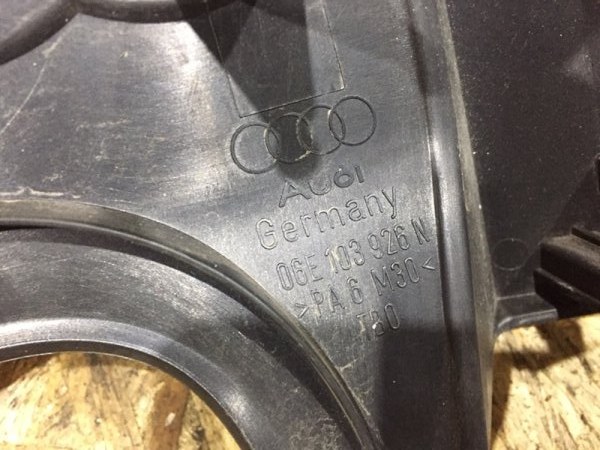 Audi
Germany
06E 103 926 N
>PA 6 M30<
T80